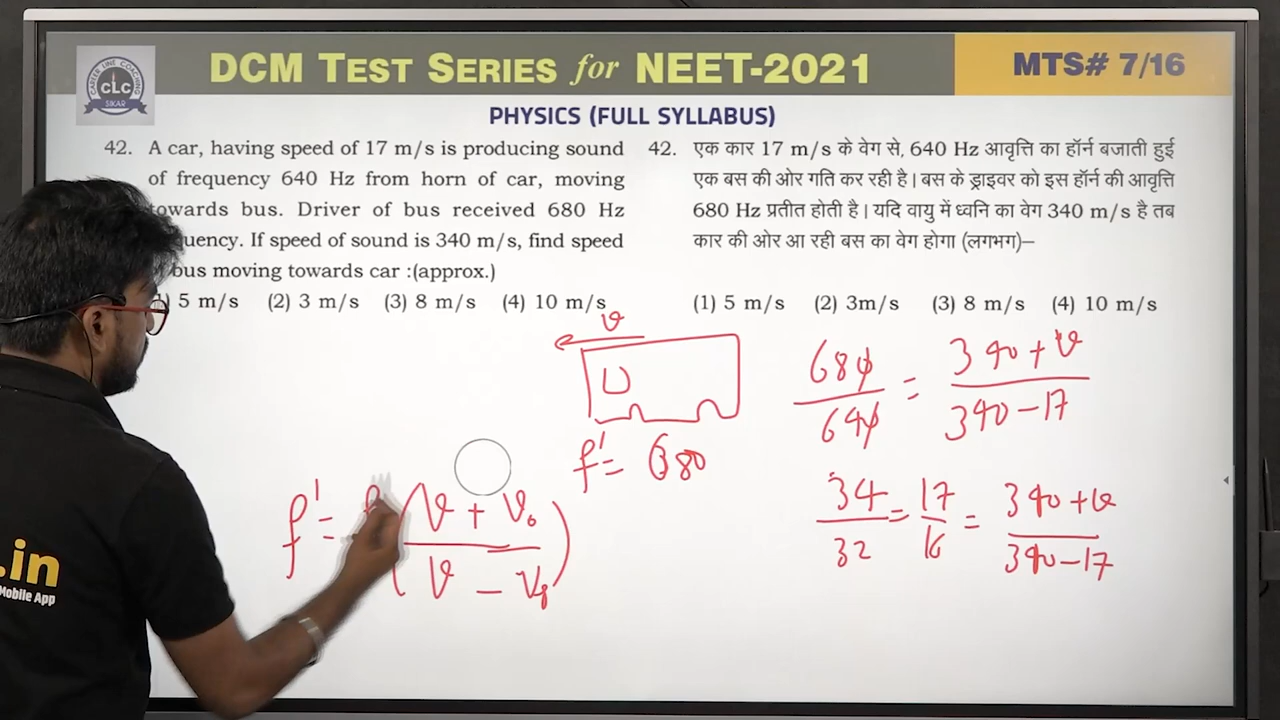 DCM TEST SERIES for NEET-2021
MTS# 7/16
CAREER LINE COACHING
CLC
SIKAR
PHYSICS (FULL SYLLABUS)
42. A car, having speed of 17 m/s is producing sound
of frequency 640 Hz from horn of car, moving
towards bus. Driver of bus received 680 Hz
quency. If speed of sound is 340 m/s, find speed
bus moving towards car :(approx.)
) 5 m/s (2) 3 m/s (3) 8 m/s (4) 10 m/s
42. एक कार 17 m/s के वेग से, 640 Hz आवृत्ति का हॉर्न बजाती हुई
एक बस की ओर गति कर रही है। बस के ड्राइवर को इस हॉर्न की आवृत्ति
680 Hz प्रतीत होती है। यदि वायु में ध्वनि का वेग 340 m/s है तब
कार की ओर आ रही बस का वेग होगा (लगभग)–
(1) 5 m/s (2) 3m/s (3) 8 m/s (4) 10 m/s
v
f' = 680
f' = f (v + v₀
v - vₛ)
680 = 340 + v
640 340 - 17
34 = 17 = 340 + v
32 16 340 - 17
.in
Mobile App